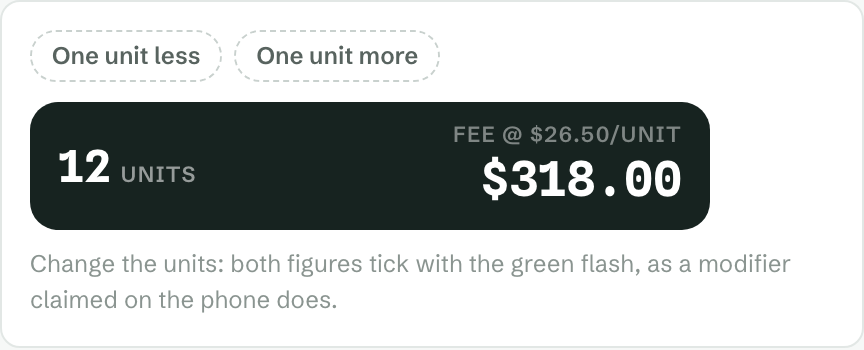 One unit less
One unit more
12 UNITS
FEE @ $26.50/UNIT
$318.00
Change the units: both figures tick with the green flash, as a modifier
claimed on the phone does.